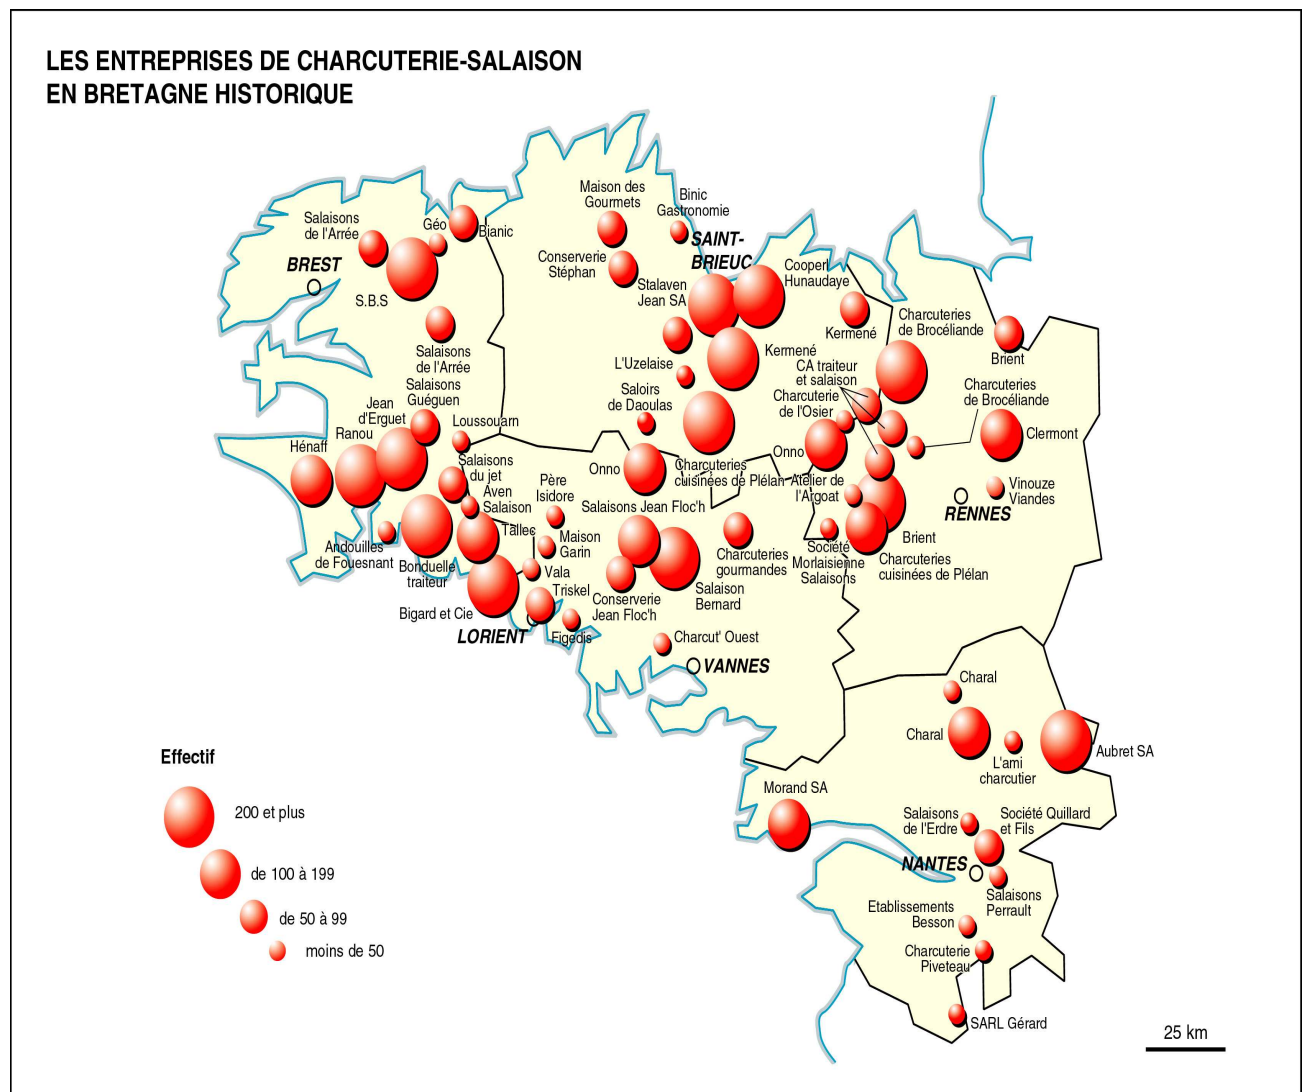 LES ENTREPRISES DE CHARCUTERIE-SALAISON
EN BRETAGNE HISTORIQUE
Maison des
Gourmets
Binic
Gastronomie
Salaisons
de l'Arrée
Géo
Bianic
SAINT-
BRIEUC
BREST
Conserverie
Stéphan
Cooperl
Hunaudaye
Stalaven
Jean SA
S.B.S
Kermené
Charcuteries
de Brocéliande
Salaisons
de l'Arrée
L'Uzelaise
Kermené
CA traiteur
et salaison
Brient
Salaisons
Guéguen
Saloirs
de Daoulas
Charcuterie
de l'Osier
Charcuteries
de Brocéliande
Jean
d'Erguet
Loussouarn
Ranou
Hénaff
Clermont
Salaisons
du jet
Onno
Charcuteries
cuisinées de Plélan
Onno
Père
Isidore
Aven
Salaison
Atelier de
l'Argoat
Vinouze
Viandes
Salaisons Jean Floc'h
RENNES
Tallec
Maison
Garin
Andouilles
de Fouesnant
Bonduelle
traiteur
Vala
Charcuteries
gourmandes
Société
Morlaisienne
Salaisons
Brient
Charcuteries
cuisinées de Plélan
Triskel
Conserverie
Jean Floc'h
Salaison
Bernard
Bigard et Cie
LORIENT
Figedis
Charcut' Ouest
VANNES
Charal
Charal
L'ami
charcutier
Aubret SA
Morand SA
Salaisons
de l'Erdre
Société Quillard
et Fils
NANTES
Salaisons
Perrault
Etablissements
Besson
Charcuterie
Piveteau
SARL Gérard
Effectif
200 et plus
de 100 à 199
de 50 à 99
moins de 50
25 km